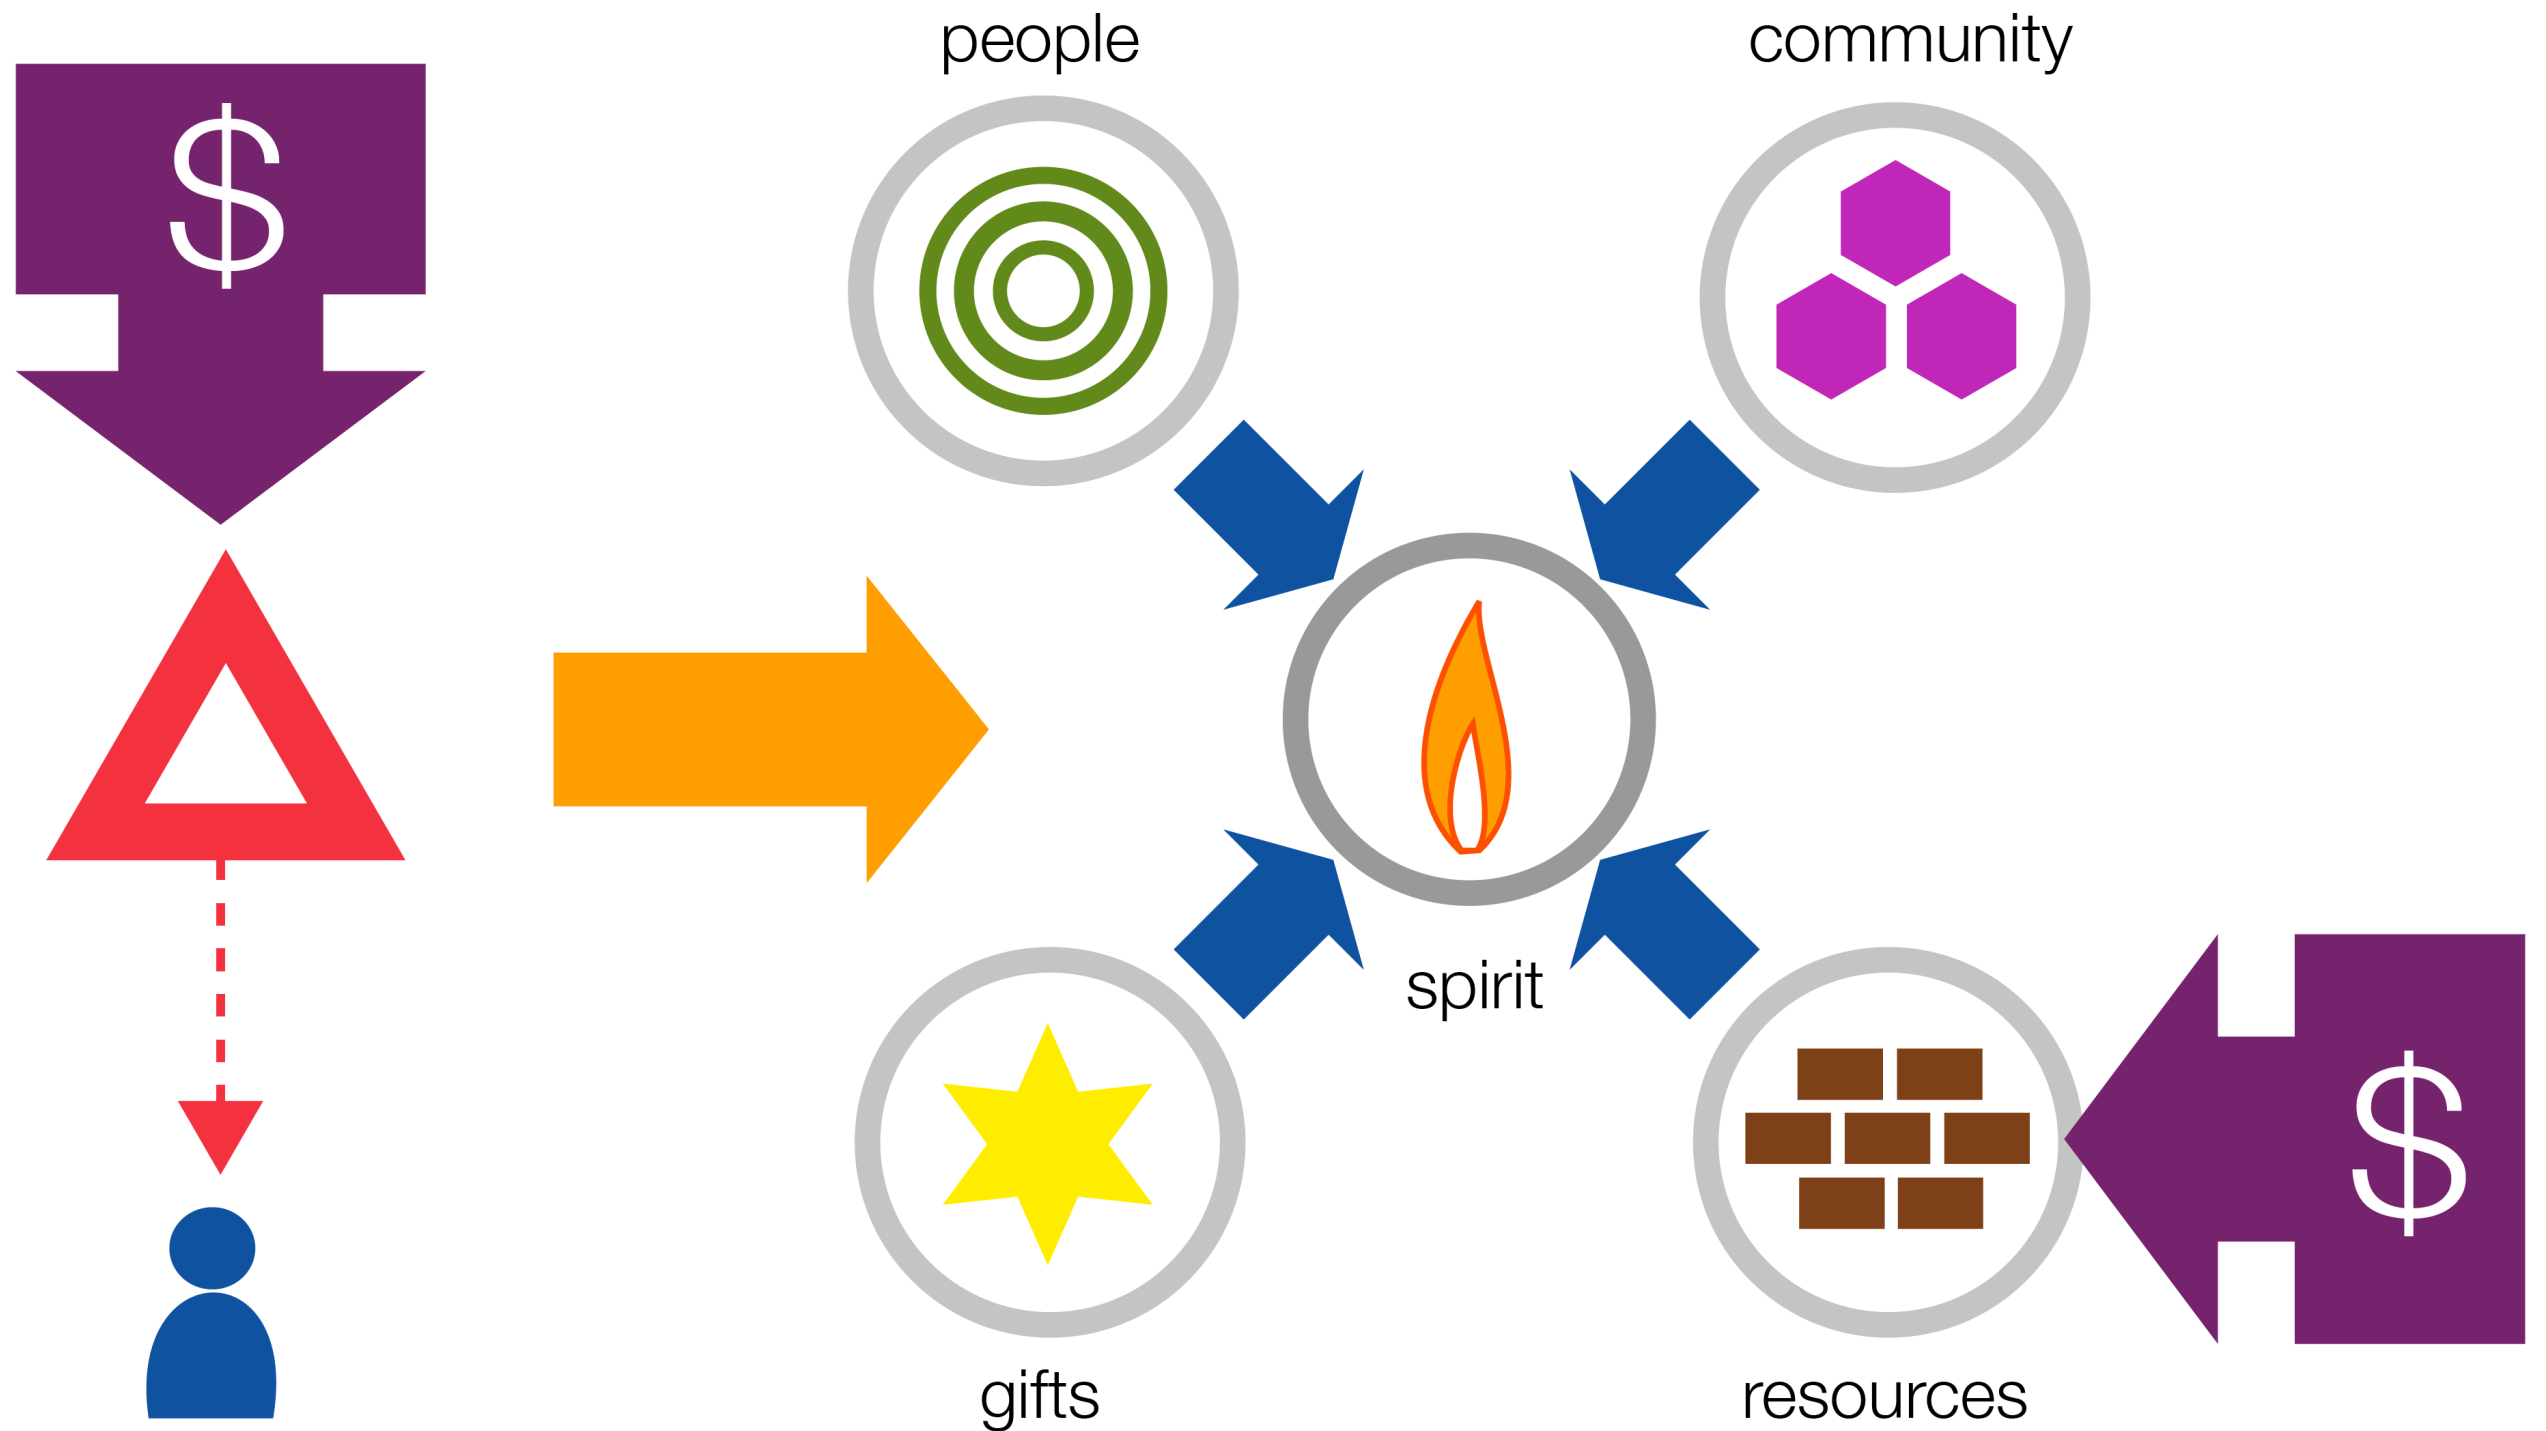 people
community
$
spirit
$
gifts
resources